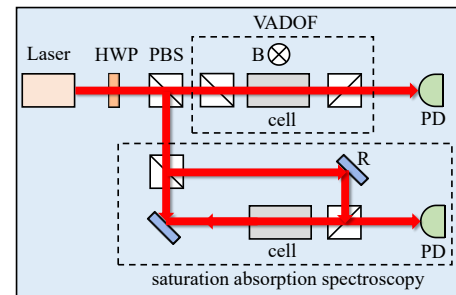 VADOF
Laser HWP PBS B
cell
PD
R
cell
PD
saturation absorption spectroscopy